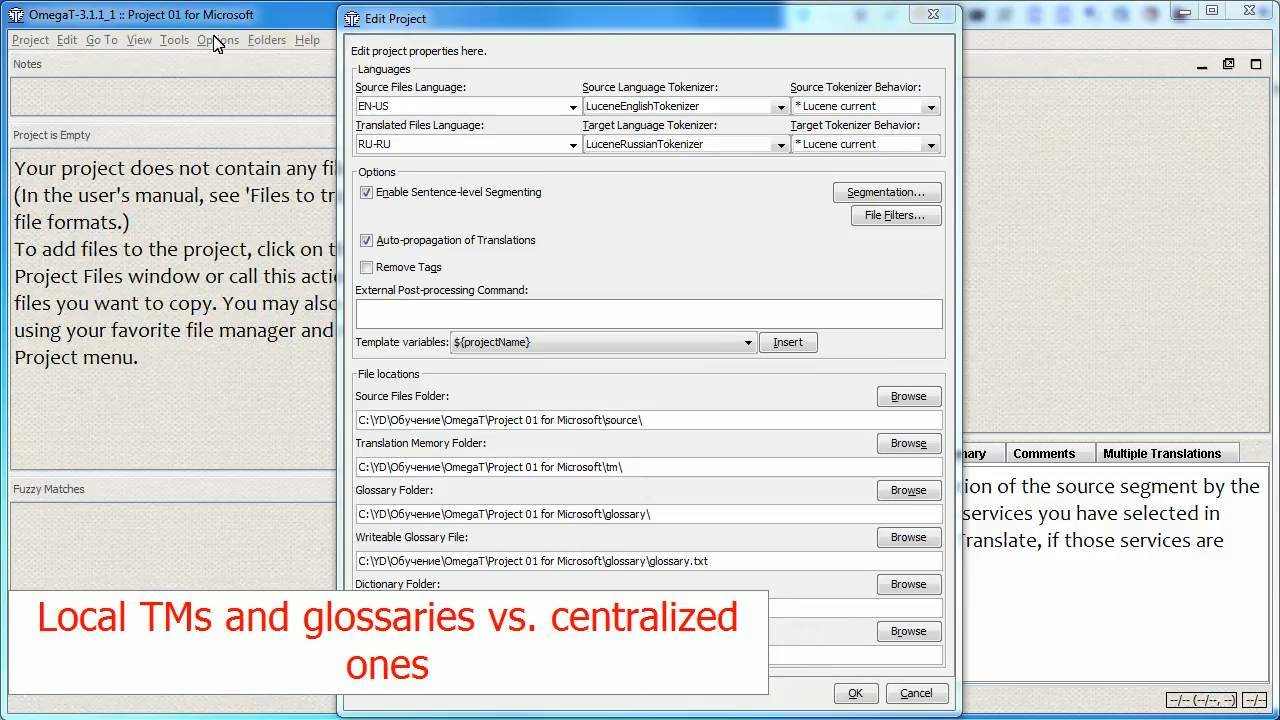 OmegaT-3.1.1_1 :: Project 01 for Microsoft
Project Edit Go To View Tools Options Folders Help
Notes
Project is Empty
Your project does not contain any fil
(In the user's manual, see 'Files to tr
file formats.)
To add files to the project, click on t
Project Files window or call this actio
files you want to copy. You may also
using your favorite file manager and
Project menu.
Fuzzy Matches
Edit Project
Edit project properties here.
Languages
Source Files Language: Source Language Tokenizer: Source Tokenizer Behavior:
EN-US LuceneEnglishTokenizer * Lucene current
Translated Files Language: Target Language Tokenizer: Target Tokenizer Behavior:
RU-RU LuceneRussianTokenizer * Lucene current
Options
Enable Sentence-level Segmenting Segmentation...
File Filters...
Auto-propagation of Translations
Remove Tags
External Post-processing Command:
Template variables: ${projectName} Insert
File locations
Source Files Folder: Browse
C:\YD\Обучение\OmegaT\Project 01 for Microsoft\source\
Translation Memory Folder: Browse
C:\YD\Обучение\OmegaT\Project 01 for Microsoft\tm\
Glossary Folder: Browse
C:\YD\Обучение\OmegaT\Project 01 for Microsoft\glossary\
Writeable Glossary File: Browse
C:\YD\Обучение\OmegaT\Project 01 for Microsoft\glossary\glossary.txt
Dictionary Folder: Browse
Browse
OK Cancel
nary Comments Multiple Translations
ion of the source segment by the
services you have selected in
Translate, if those services are
--/-- (--/--, --) --/--
Local TMs and glossaries vs. centralized
ones